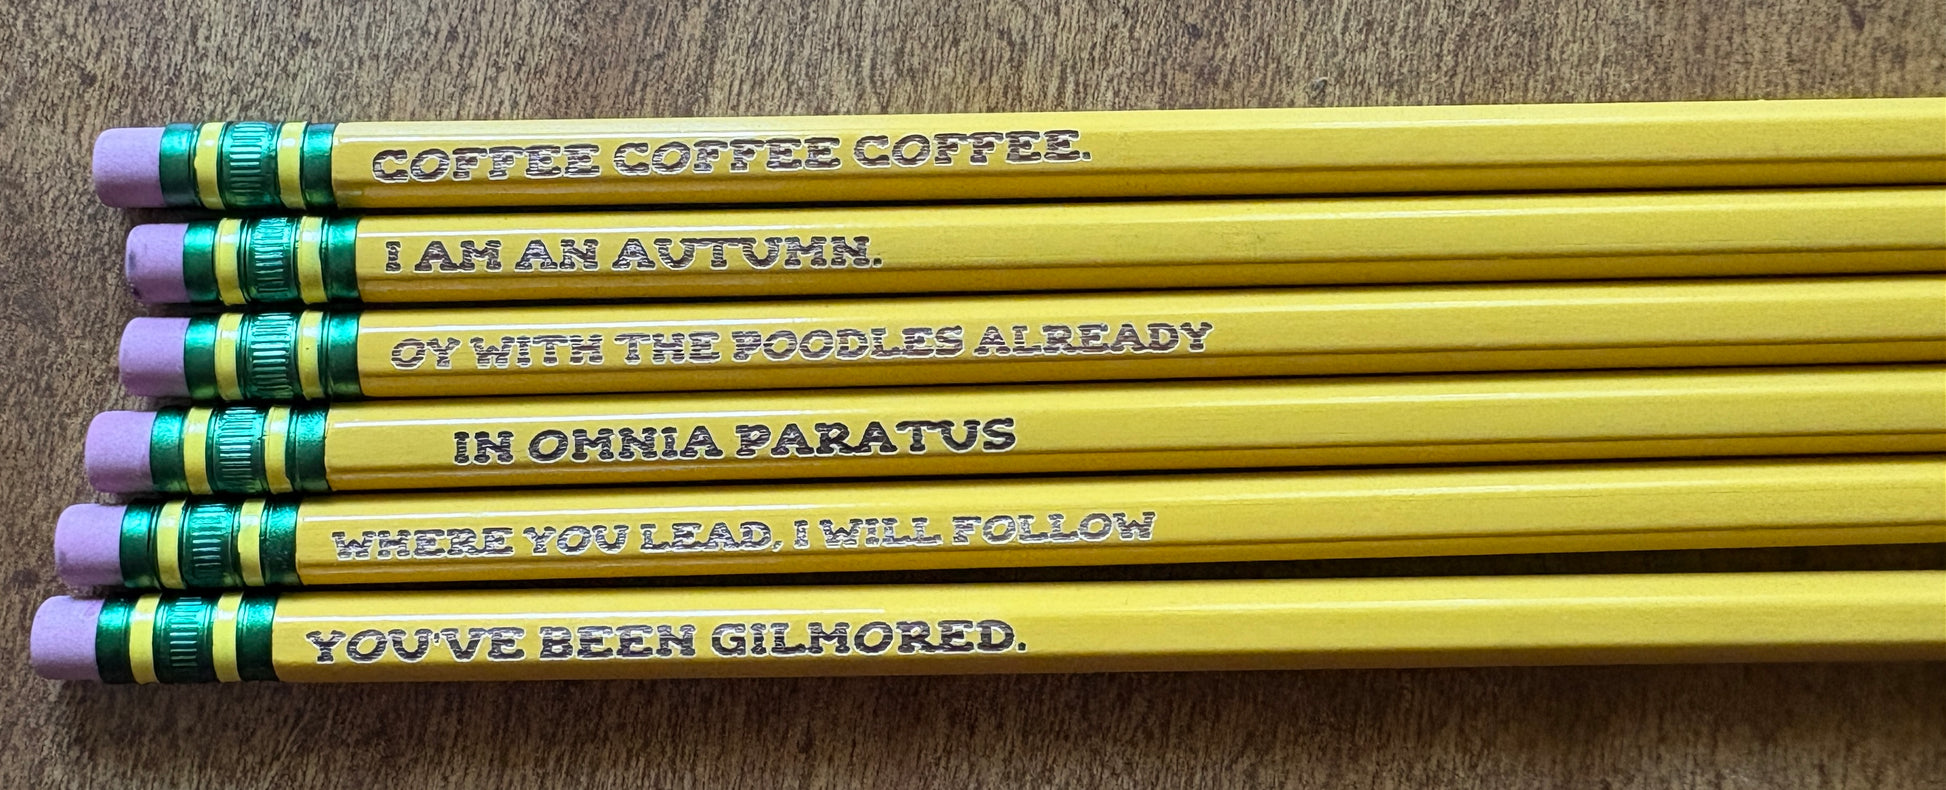 COFFEE COFFEE COFFEE.
I AM AN AUTUMN.
OY WITH THE POODLES ALREADY
IN OMNIA PARATUS
WHERE YOU LEAD, I WILL FOLLOW
YOU'VE BEEN GILMORED.